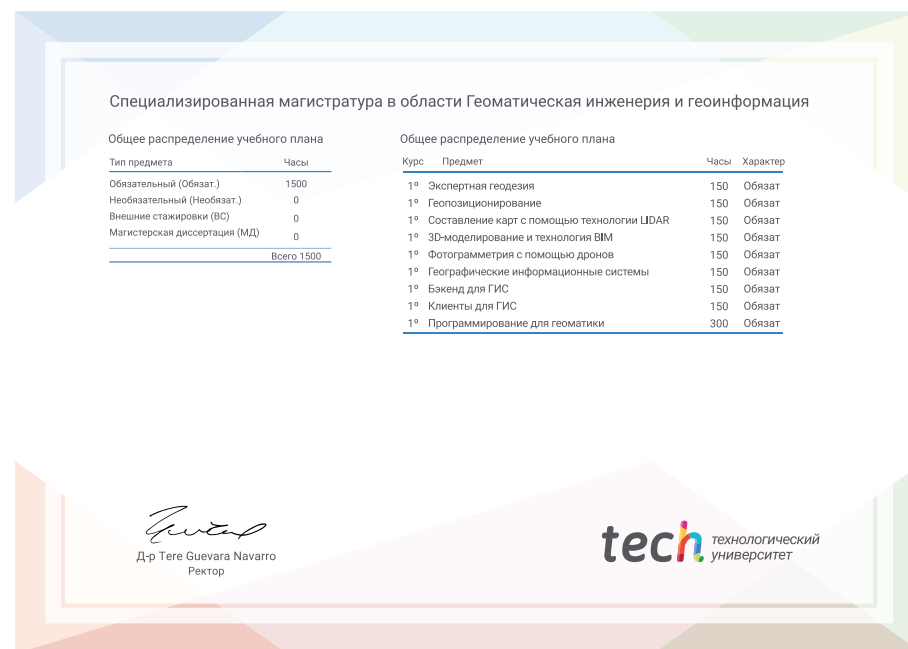 Специализированная магистратура в области Геоматическая инженерия и геоинформация
Общее распределение учебного плана
Тип предмета Часы
Обязательный (Обязат.) 1500
Необязательный (Необязат.) 0
Внешние стажировки (ВС) 0
Магистерская диссертация (МД) 0
Всего 1500
Общее распределение учебного плана
Курс Предмет Часы Характер
1º Экспертная геодезия 150 Обязат
1º Геопозиционирование 150 Обязат
1º Составление карт с помощью технологии LIDAR 150 Обязат
1º 3D-моделирование и технология BIM 150 Обязат
1º Фотограмметрия с помощью дронов 150 Обязат
1º Географические информационные системы 150 Обязат
1º Бэкенд для ГИС 150 Обязат
1º Клиенты для ГИС 150 Обязат
1º Программирование для геоматики 300 Обязат
Д-р Tere Guevara Navarro
Ректор
tech технологический
университет